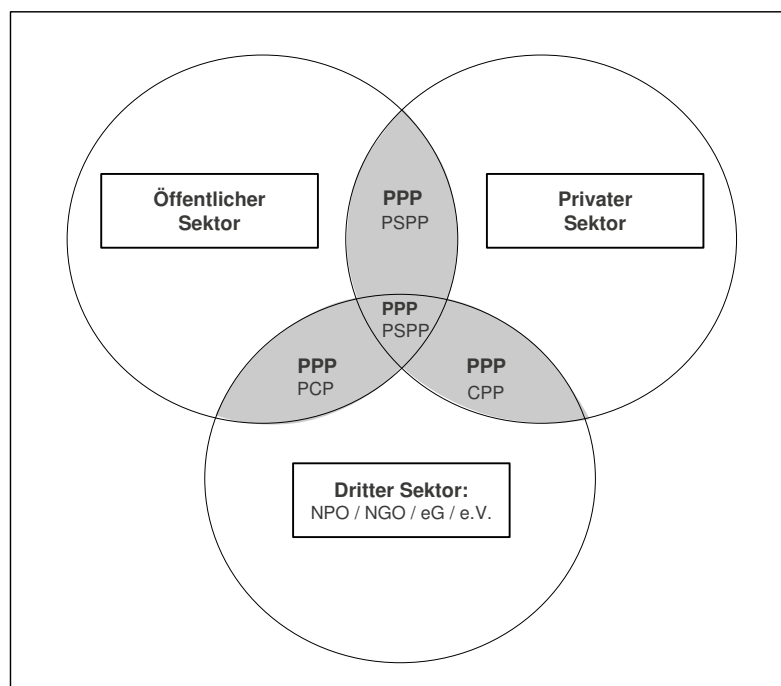 Öffentlicher
Sektor
PPP
PSPP
Privater
Sektor
PPP
PSPP
PPP
PCP
PPP
CPP
Dritter Sektor:
NPO / NGO / eG / e.V.